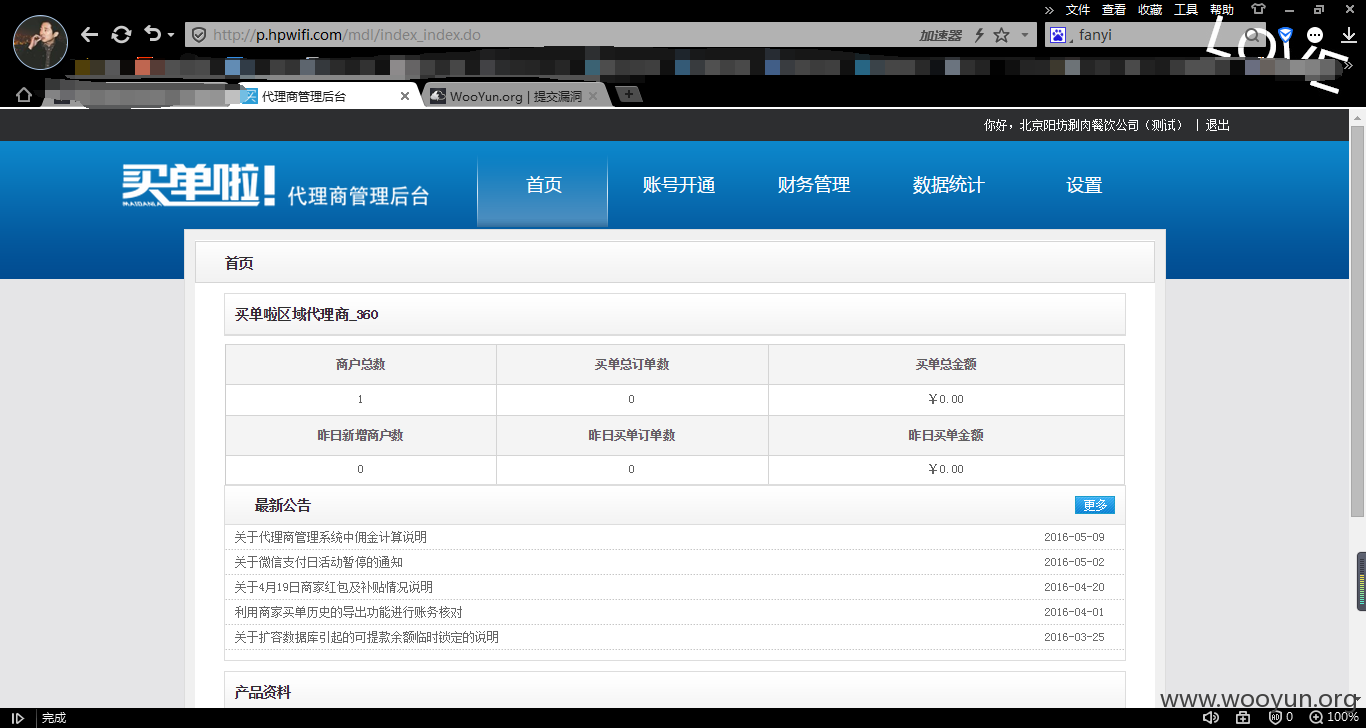 » 文件 查看 收藏 工具 帮助
http://p.hpwifi.com/mdl/index_index.do 加速器 fanyi
LOVE
代理商管理后台 WooYun.org | 提交漏洞
你好，北京阳坊涮肉餐饮公司（测试） | 退出
买单啦! 代理商管理后台 首页 账号开通 财务管理 数据统计 设置
MAIDANLA
首页
买单啦区域代理商_360
商户总数 买单总订单数 买单总金额
1 0 ￥0.00
昨日新增商户数 昨日买单订单数 昨日买单金额
0 0 ￥0.00
最新公告 更多
关于代理商管理系统中佣金计算说明 2016-05-09
关于微信支付日活动暂停的通知 2016-05-02
关于4月19日商家红包及补贴情况说明 2016-04-20
利用商家买单历史的导出功能进行账务核对 2016-04-01
关于扩容数据库引起的可提款余额临时锁定的说明 2016-03-25
产品资料
www.wooyun.org
完成 0 100%